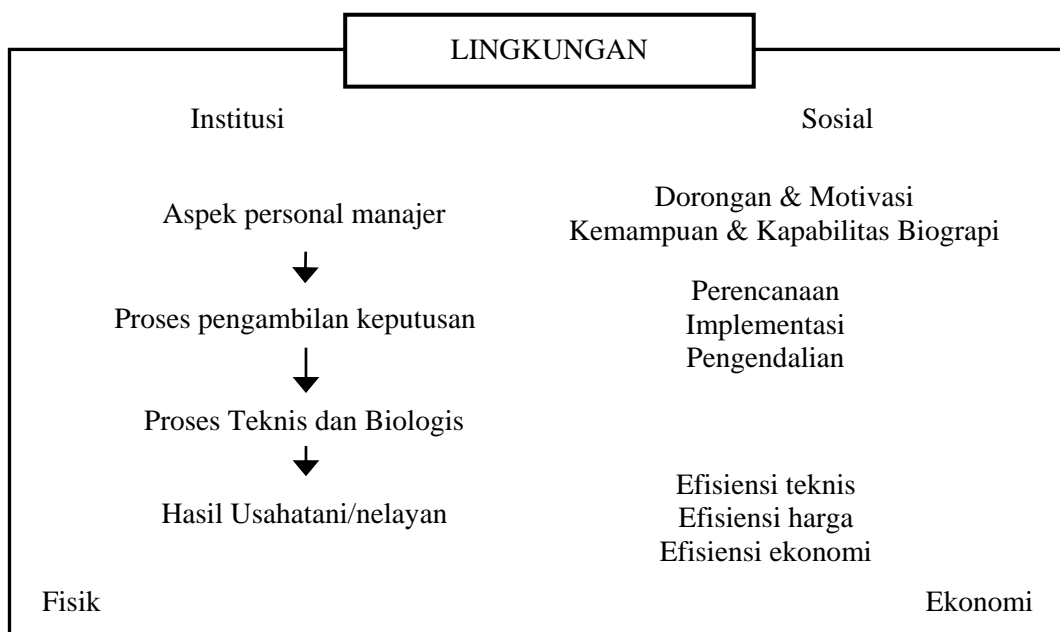 LINGKUNGAN
Institusi
Sosial
Aspek personal manajer
Dorongan & Motivasi
Kemampuan & Kapabilitas Biograpi
Proses pengambilan keputusan
Perencanaan
Implementasi
Pengendalian
Proses Teknis dan Biologis
Hasil Usahatani/nelayan
Efisiensi teknis
Efisiensi harga
Efisiensi ekonomi
Fisik
Ekonomi